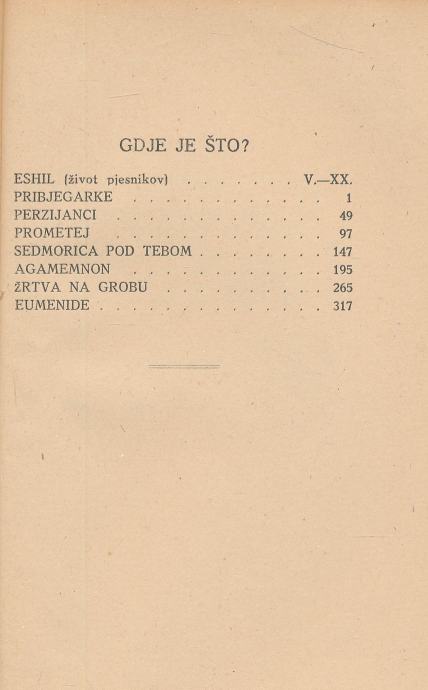 GDJE JE ŠTO?
ESHIL (život pjesnikov) . . . . . . . V.—XX.
PRIBJEGARKE . . . . . . . . . . . 1
PERZIJANCI . . . . . . . . . . . . 49
PROMETEJ . . . . . . . . . . . . 97
SEDMORICA POD TEBOM . . . . . . . 147
AGAMEMNON . . . . . . . . . . . 195
ŽRTVA NA GROBU . . . . . . . . . 265
EUMENIDE . . . . . . . . . . . . . 317